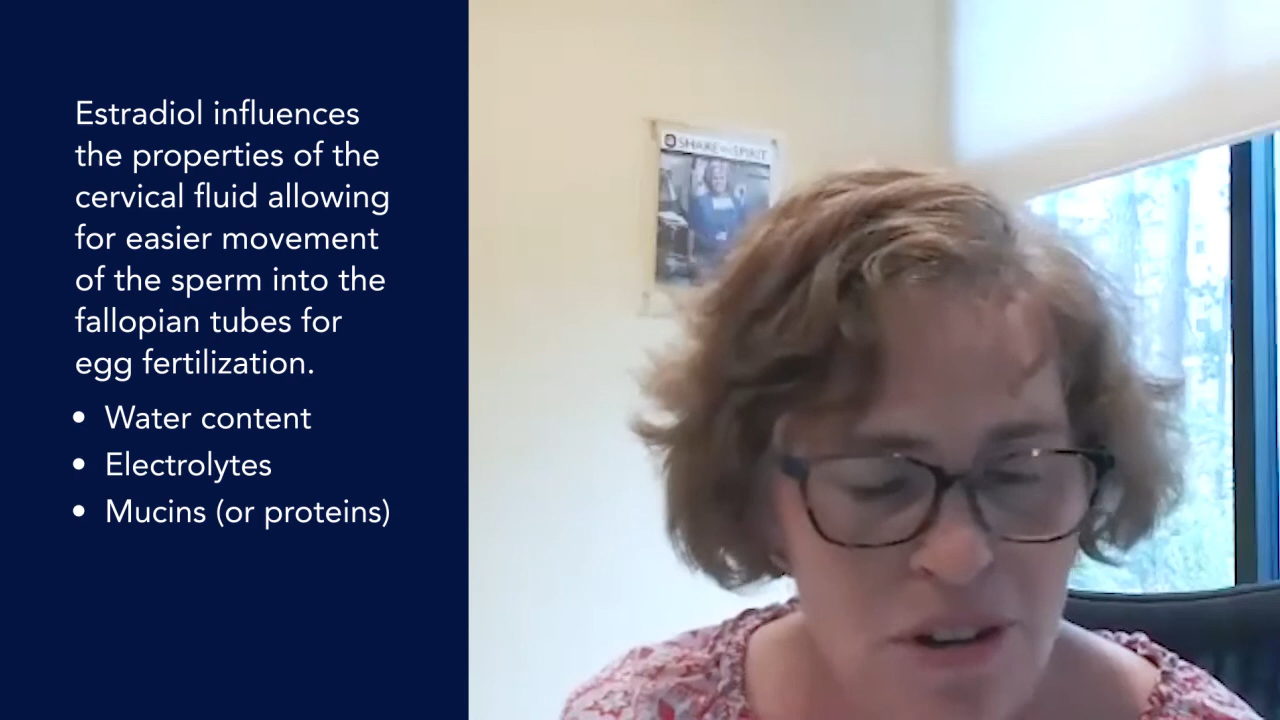 Estradiol influences
the properties of the
cervical fluid allowing
for easier movement
of the sperm into the
fallopian tubes for
egg fertilization.
• Water content
• Electrolytes
• Mucins (or proteins)
SHARE THE SPIRIT